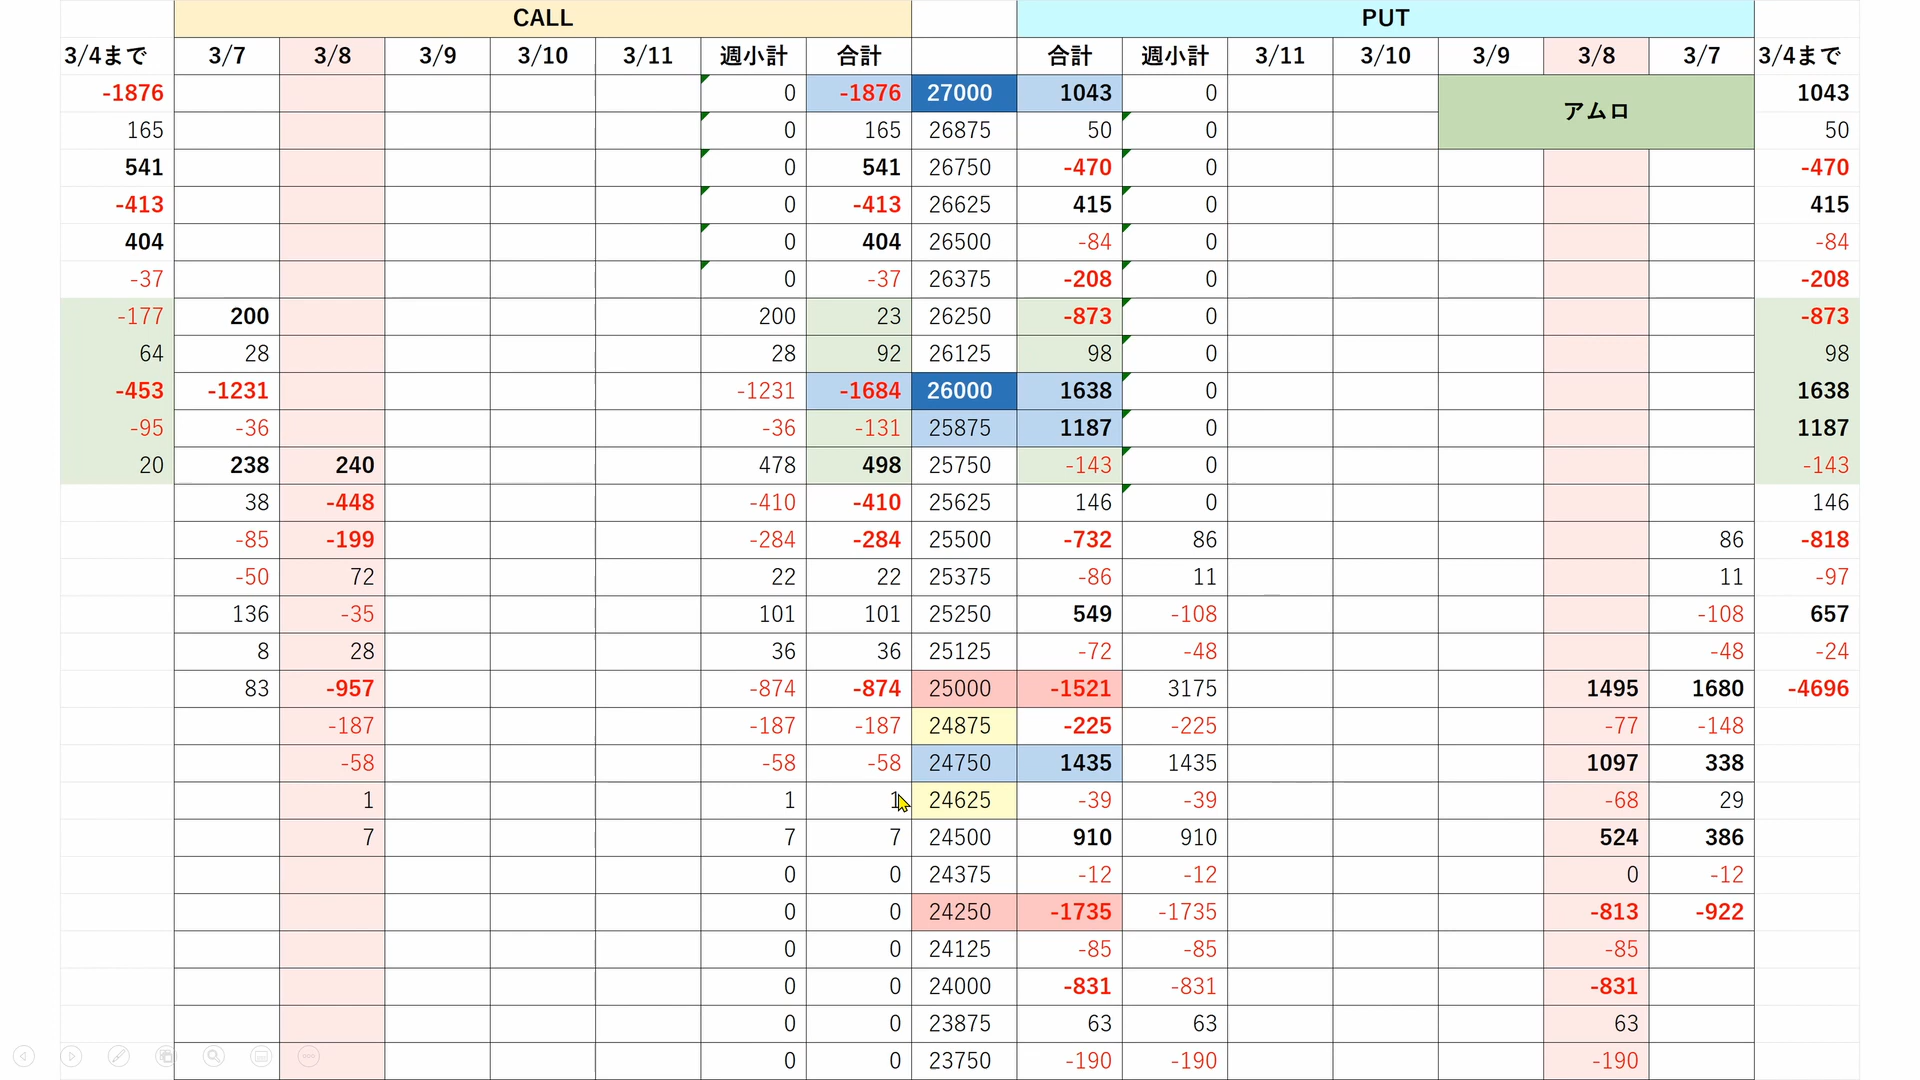 CALL PUT
3/4まで 3/7 3/8 3/9 3/10 3/11 週小計 合計 合計 週小計 3/11 3/10 3/9 3/8 3/7 3/4まで
-1876 0 -1876 27000 1043 0 アムロ 1043
165 0 165 26875 50 0 50
541 0 541 26750 -470 0 -470
-413 0 -413 26625 415 0 415
404 0 404 26500 -84 0 -84
-37 0 -37 26375 -208 0 -208
-177 200 200 23 26250 -873 0 -873
64 28 28 92 26125 98 0 98
-453 -1231 -1231 -1684 26000 1638 0 1638
-95 -36 -36 -131 25875 1187 0 1187
20 238 240 478 498 25750 -143 0 -143
38 -448 -410 -410 25625 146 0 146
-85 -199 -284 -284 25500 -732 86 86 -818
-50 72 22 22 25375 -86 11 11 -97
136 -35 101 101 25250 549 -108 -108 657
8 28 36 36 25125 -72 -48 -48 -24
83 -957 -874 -874 25000 -1521 3175 1495 1680 -4696
-187 -187 -187 24875 -225 -225 -77 -148
-58 -58 -58 24750 1435 1435 1097 338
1 1 1 24625 -39 -39 -68 29
7 7 7 24500 910 910 524 386
0 0 24375 -12 -12 0 -12
0 0 24250 -1735 -1735 -813 -922
0 0 24125 -85 -85 -85
0 0 24000 -831 -831 -831
0 0 23875 63 63 63
0 0 23750 -190 -190 -190